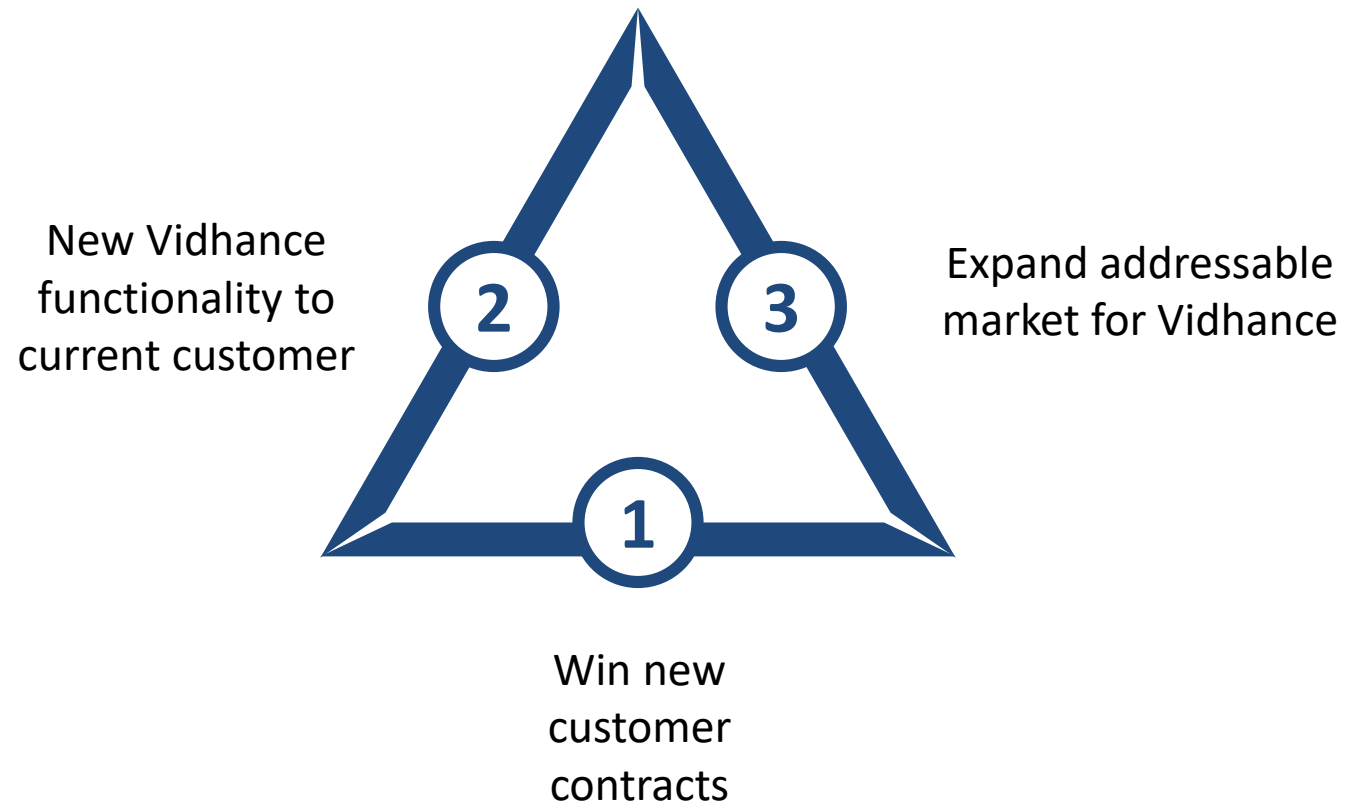 New Vidhance
functionality to
current customer
2
3
Expand addressable
market for Vidhance
1
Win new
customer
contracts